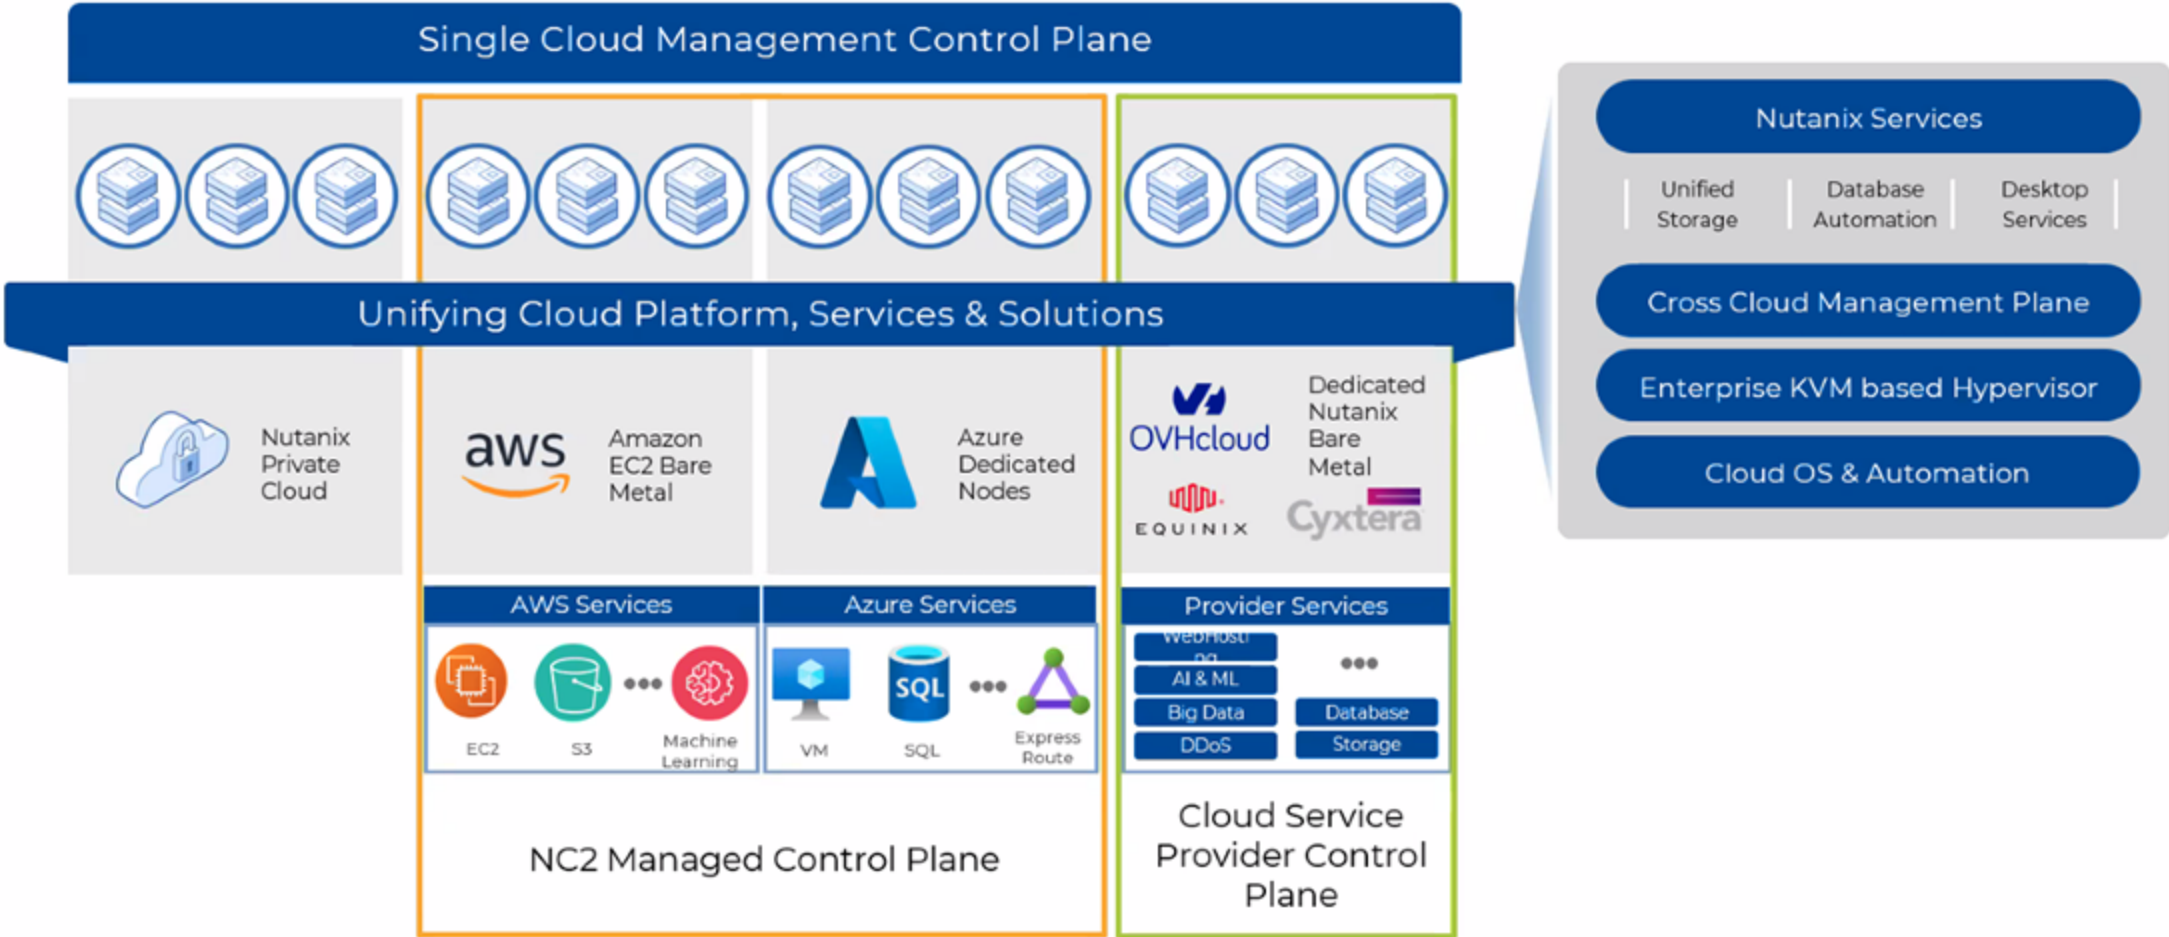 Single Cloud Management Control Plane
Unifying Cloud Platform, Services & Solutions
Nutanix
Private
Cloud
aws
Amazon
EC2 Bare
Metal
Azure
Dedicated
Nodes
OVHcloud
Dedicated
Nutanix
Bare
Metal
EQUINIX
Cyxtera
AWS Services
EC2
S3
Machine
Learning
Azure Services
VM
SQL
SQL
Express
Route
Provider Services
WebHosti
ng
AI & ML
Big Data
DDoS
Database
Storage
NC2 Managed Control Plane
Cloud Service
Provider Control
Plane
Nutanix Services
Unified
Storage
Database
Automation
Desktop
Services
Cross Cloud Management Plane
Enterprise KVM based Hypervisor
Cloud OS & Automation